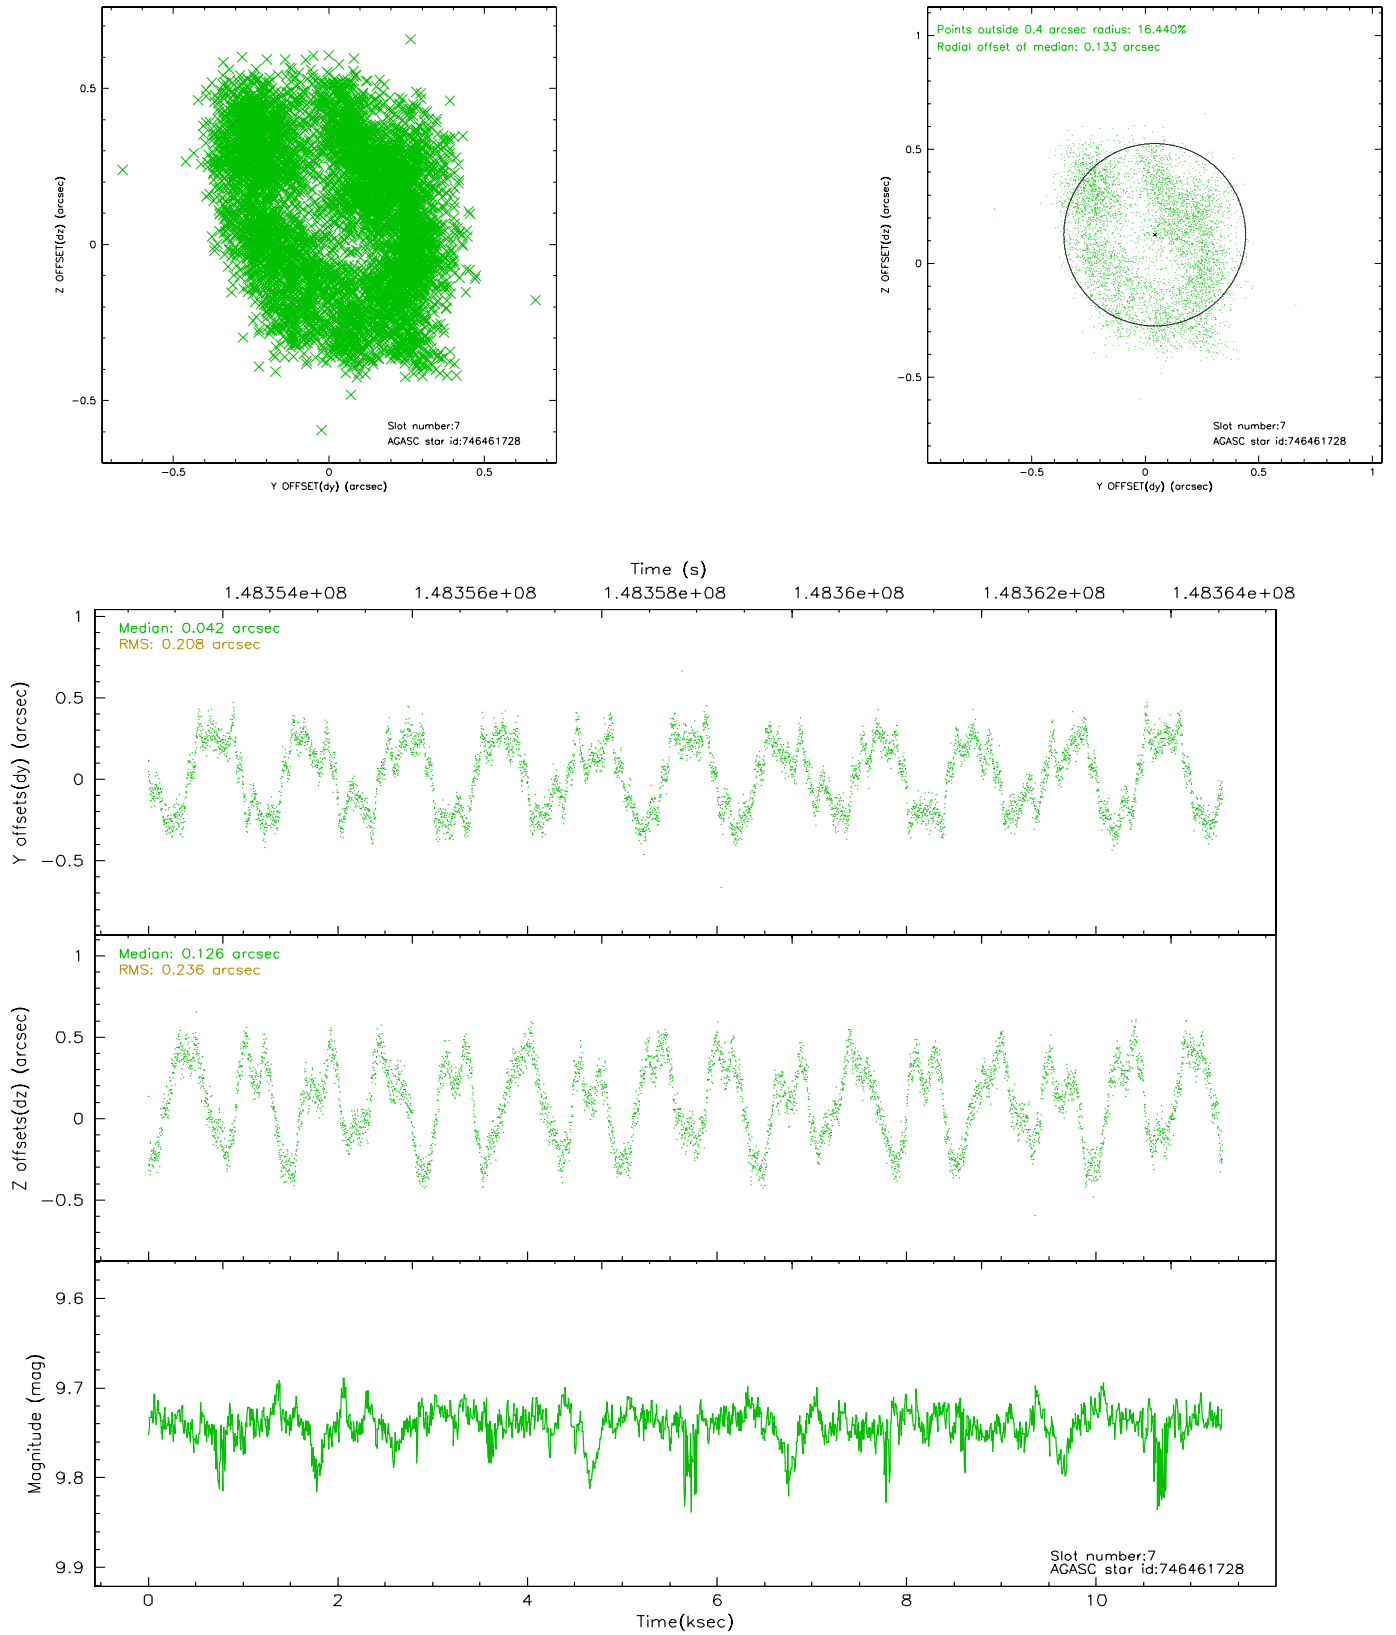 0.5
0
−0.5
Z OFFSET(dz) (arcsec)
Slot number:7
AGASC star id:746461728
−0.5 0 0.5
Y OFFSET(dy) (arcsec)
Points outside 0.4 arcsec radius: 16.440%
Radial offset of median: 0.133 arcsec
1
0.5
0
−0.5
Z OFFSET(dz) (arcsec)
Slot number:7
AGASC star id:746461728
−0.5 0 0.5 1
Y OFFSET(dy) (arcsec)
Time (s)
1.48354e+08 1.48356e+08 1.48358e+08 1.4836e+08 1.48362e+08 1.48364e+08
Median: 0.042 arcsec
RMS: 0.208 arcsec
1
0.5
0
−0.5
Y offsets(dy) (arcsec)
Median: 0.126 arcsec
RMS: 0.236 arcsec
1
0.5
0
−0.5
Z offsets(dz) (arcsec)
9.6
9.7
9.8
9.9
Magnitude (mag)
Slot number:7
AGASC star id:746461728
0 2 4 6 8 10
Time(ksec)